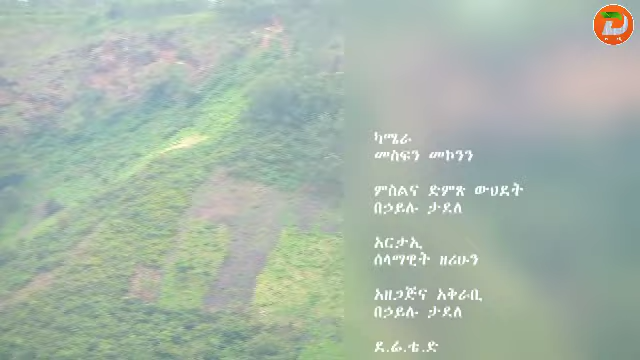 ካሜራ
መስፍን መኮንን
ምስልና ድምጽ ውህደት
በኃይሉ ታደለ
አርታኢ
ሰላማዊት ዘሪሁን
አዘጋጅና አቅራቢ
በኃይሉ ታደለ
ደ.ሬ.ቴ.ድ